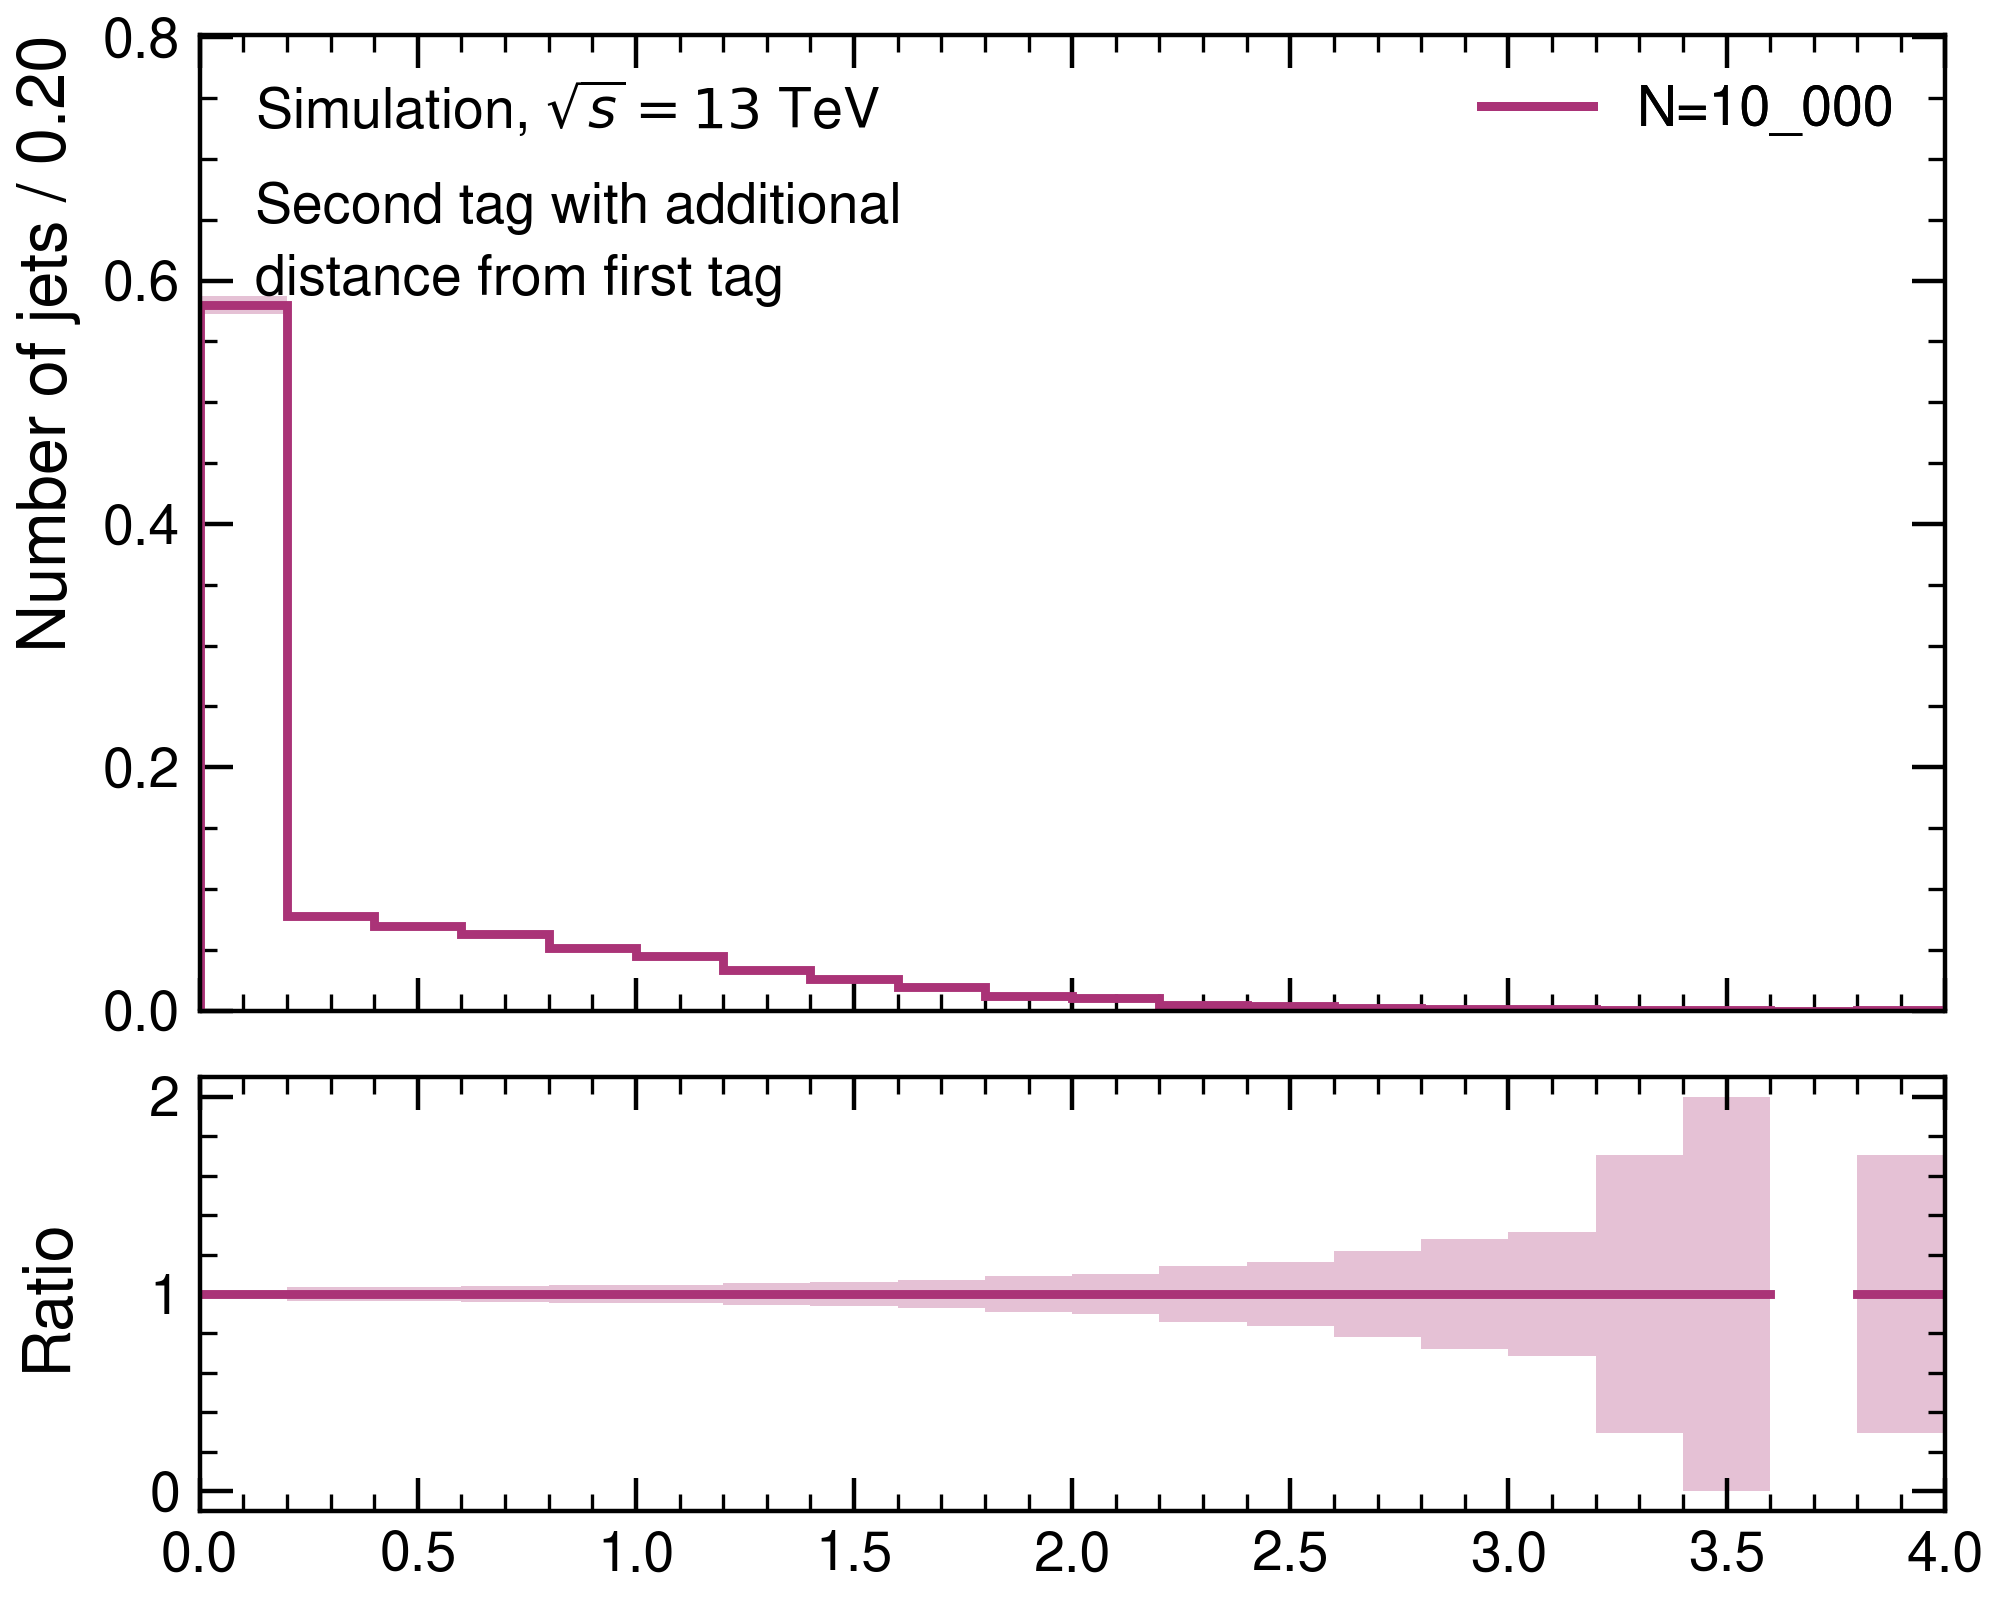 Number of jets / 0.20
0.8
0.6
0.4
0.2
0.0
Simulation, √s = 13 TeV
Second tag with additional
distance from first tag
N=10_000
Ratio
2
1
0
0.0 0.5 1.0 1.5 2.0 2.5 3.0 3.5 4.0